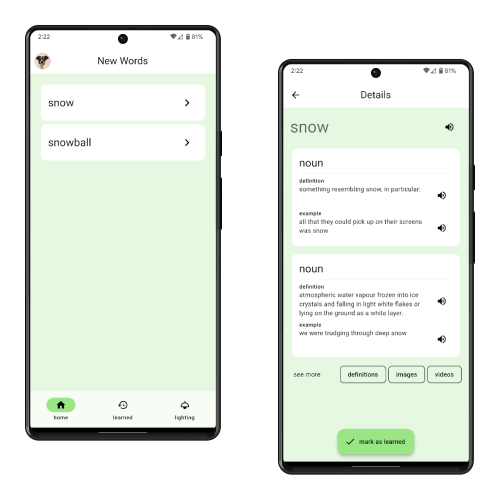 2:22
81%
New Words
snow
snowball
home
learned
lighting
2:22
81%
Details
snow
noun
definition
something resembling snow, in particular:
example
all that they could pick up on their screens
was snow
noun
definition
atmospheric water vapour frozen into ice
crystals and falling in light white flakes or
lying on the ground as a white layer.
example
we were trudging through deep snow
see more
definitions
images
videos
mark as learned